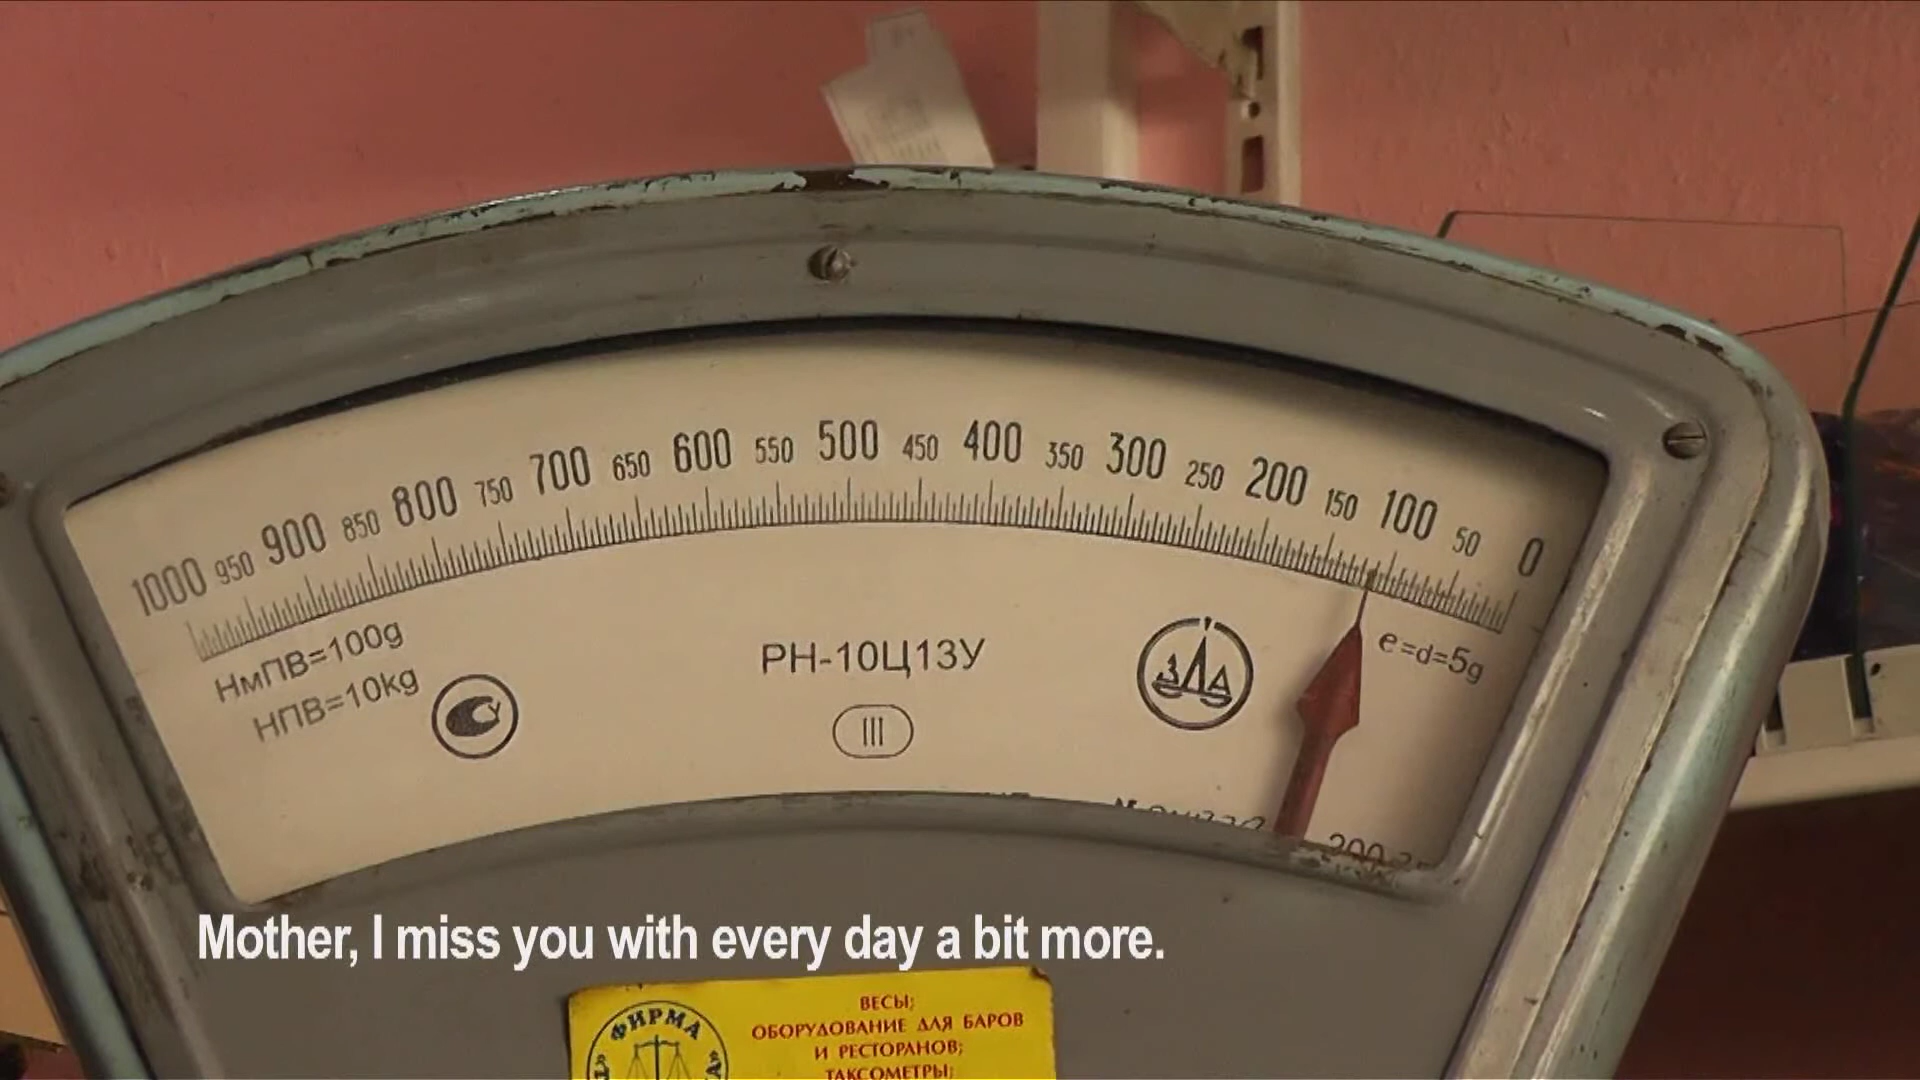 1000 950 900 850 800 750 700 650 600 550 500 450 400 350 300 250 200 150 100 50 0
НмПВ=100g
НПВ=10kg
РН-10Ц13У
III
ЗДА
e=d=5g
200
Mother, I miss you with every day a bit more.
ФИРМА
ВЕСЫ;
ОБОРУДОВАНИЕ ДЛЯ БАРОВ
И РЕСТОРАНОВ;
ТАКСОМЕТРЫ;